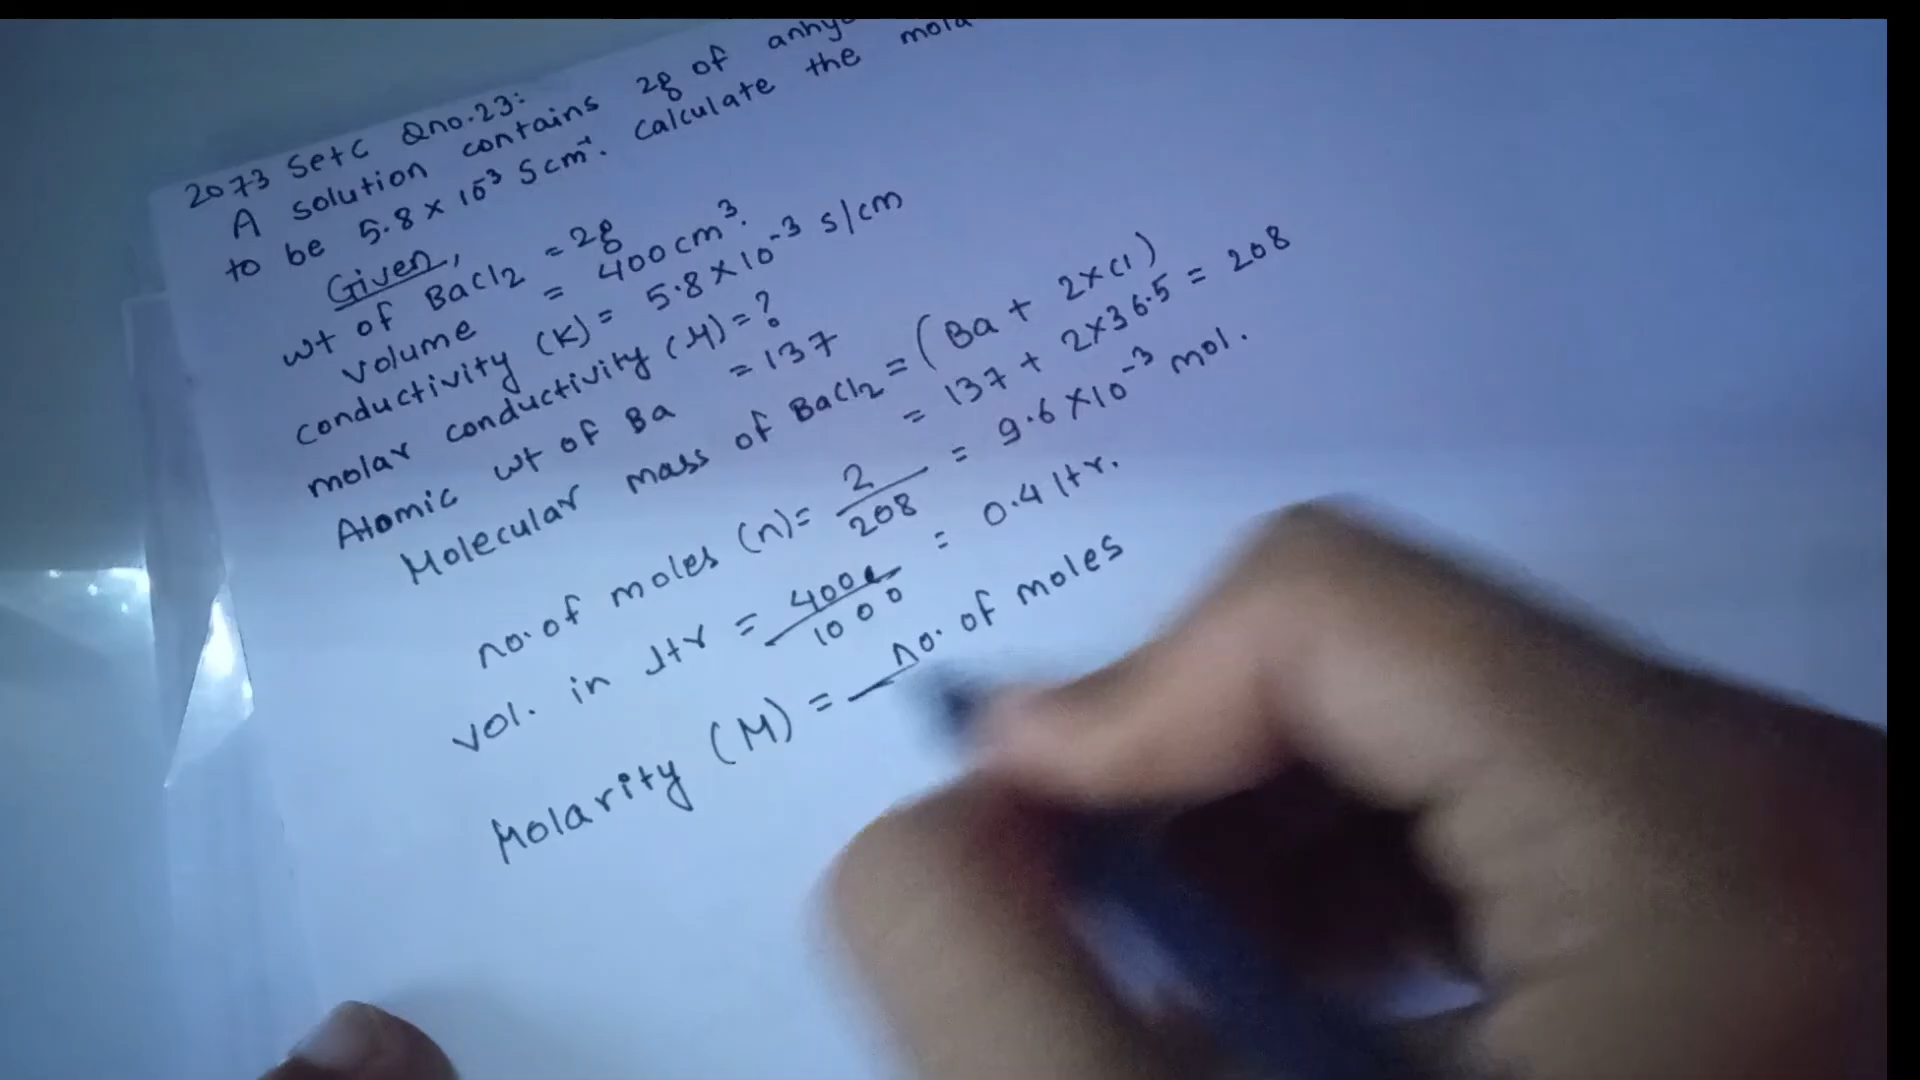 2073 Set C Qno.23:
A solution contains 2g of
to be 5.8 × 10⁻³ S cm⁻¹. Calculate the
Given,
wt of BaCl2 = 2g
volume = 400 cm³.
conductivity (K) = 5.8 × 10⁻³ s/cm
molar conductivity (M) = ?
Atomic wt of Ba = 137
Molecular mass of BaCl2 = (Ba + 2×Cl)
= 137 + 2×36.5 = 208
no. of moles (n) = 2/208 = 9.6 × 10⁻³ mol.
vol. in ltr = 400/1000 = 0.4 ltr.
Molarity (M) = no. of moles